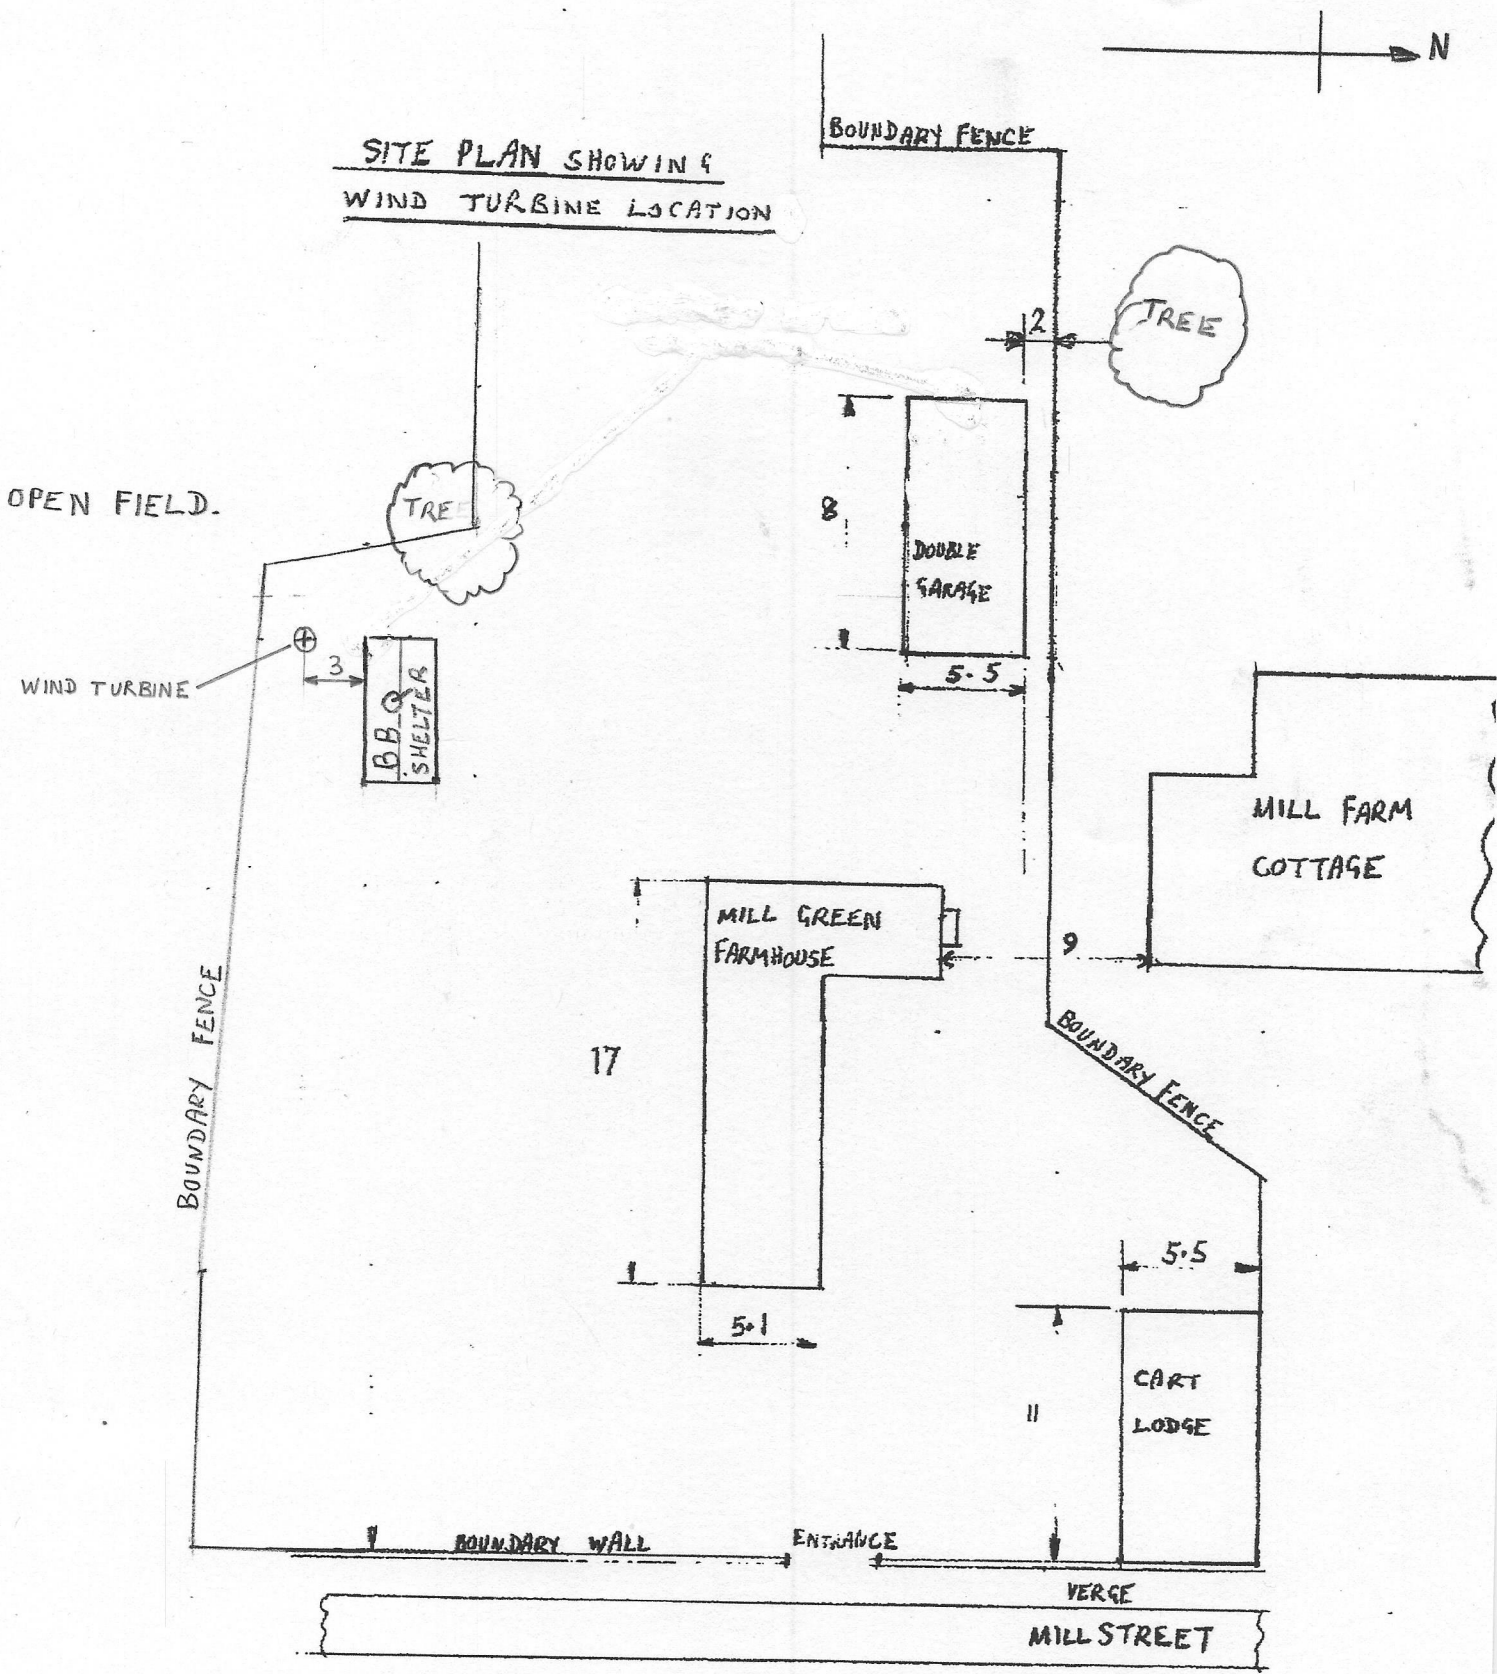 N
BOUNDARY FENCE
SITE PLAN SHOWING
WIND TURBINE LOCATION
TREE
2
OPEN FIELD.
TREE
8
DOUBLE
GARAGE
WIND TURBINE
3
BBQ
SHELTER
5.5
MILL FARM
COTTAGE
MILL GREEN
FARMHOUSE
9
BOUNDARY FENCE
BOUNDARY FENCE
17
5.5
5.1
CART
LODGE
11
BOUNDARY WALL
ENTRANCE
VERGE
MILL STREET